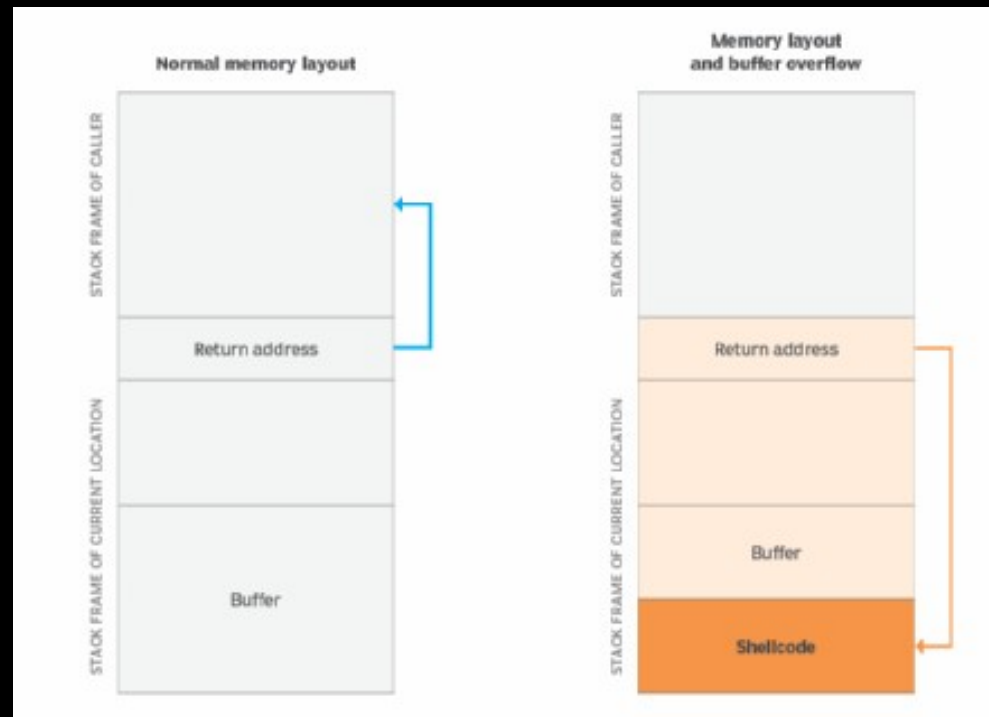 Normal memory layout
STACK FRAME OF CALLER
Return address
STACK FRAME OF CURRENT LOCATION
Buffer
Memory layout
and buffer overflow
STACK FRAME OF CALLER
Return address
STACK FRAME OF CURRENT LOCATION
Buffer
Shellcode